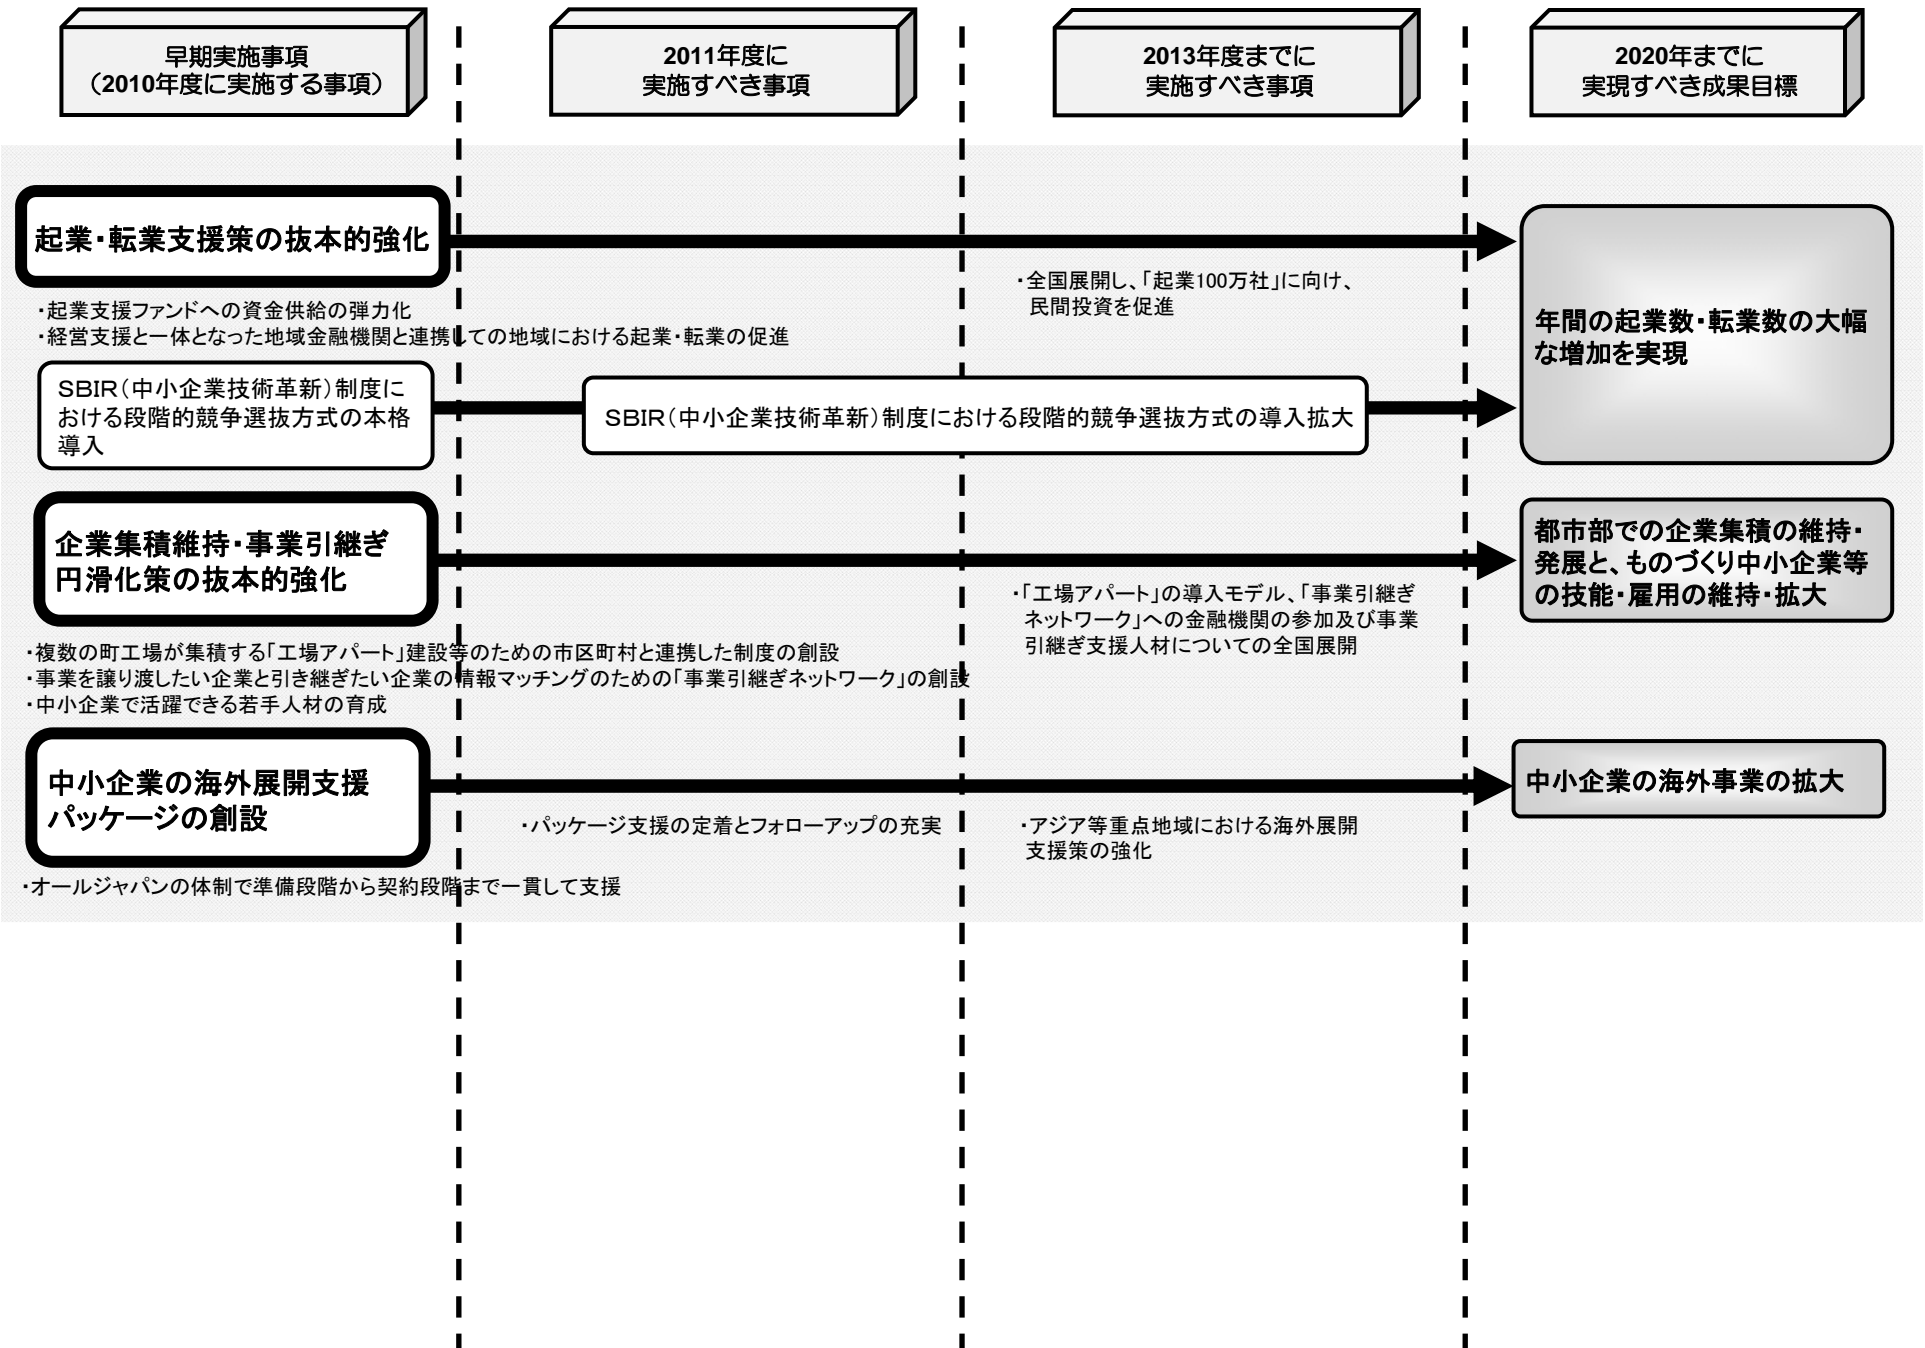 早期実施事項
（2010年度に実施する事項）
2011年度に
実施すべき事項
2013年度までに
実施すべき事項
2020年までに
実現すべき成果目標
起業・転業支援策の抜本的強化
・起業支援ファンドへの資金供給の弾力化
・経営支援と一体となった地域金融機関と連携しての地域における起業・転業の促進
・全国展開し、「起業100万社」に向け、
民間投資を促進
年間の起業数・転業数の大幅
な増加を実現
ＳＢＩＲ（中小企業技術革新）制度に
おける段階的競争選抜方式の本格
導入
ＳＢＩＲ（中小企業技術革新）制度における段階的競争選抜方式の導入拡大
企業集積維持・事業引継ぎ
円滑化策の抜本的強化
・複数の町工場が集積する「工場アパート」建設等のための市区町村と連携した制度の創設
・事業を譲り渡したい企業と引き継ぎたい企業の情報マッチングのための「事業引継ぎネットワーク」の創設
・中小企業で活躍できる若手人材の育成
・「工場アパート」の導入モデル、「事業引継ぎ
ネットワーク」への金融機関の参加及び事業
引継ぎ支援人材についての全国展開
都市部での企業集積の維持・
発展と、ものづくり中小企業等
の技能・雇用の維持・拡大
中小企業の海外展開支援
パッケージの創設
・オールジャパンの体制で準備段階から契約段階まで一貫して支援
・パッケージ支援の定着とフォローアップの充実
・アジア等重点地域における海外展開
支援策の強化
中小企業の海外事業の拡大